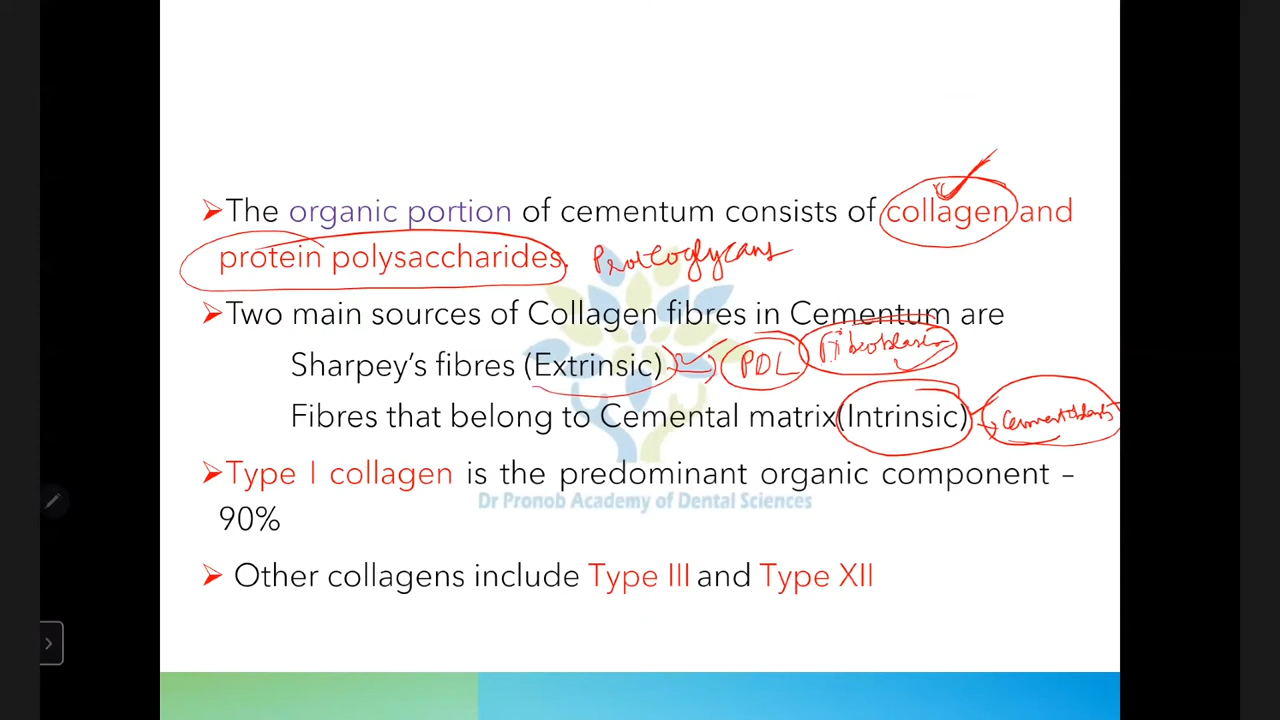 ➢The organic portion of cementum consists of collagen and
protein polysaccharides. Proteoglycans
➢Two main sources of Collagen fibres in Cementum are
Sharpey's fibres (Extrinsic) PDL Fibroblasts
Fibres that belong to Cemental matrix(Intrinsic) Cementoblasts
➢Type I collagen is the predominant organic component –
90%
Dr Pronob Academy of Dental Sciences
➢ Other collagens include Type III and Type XII